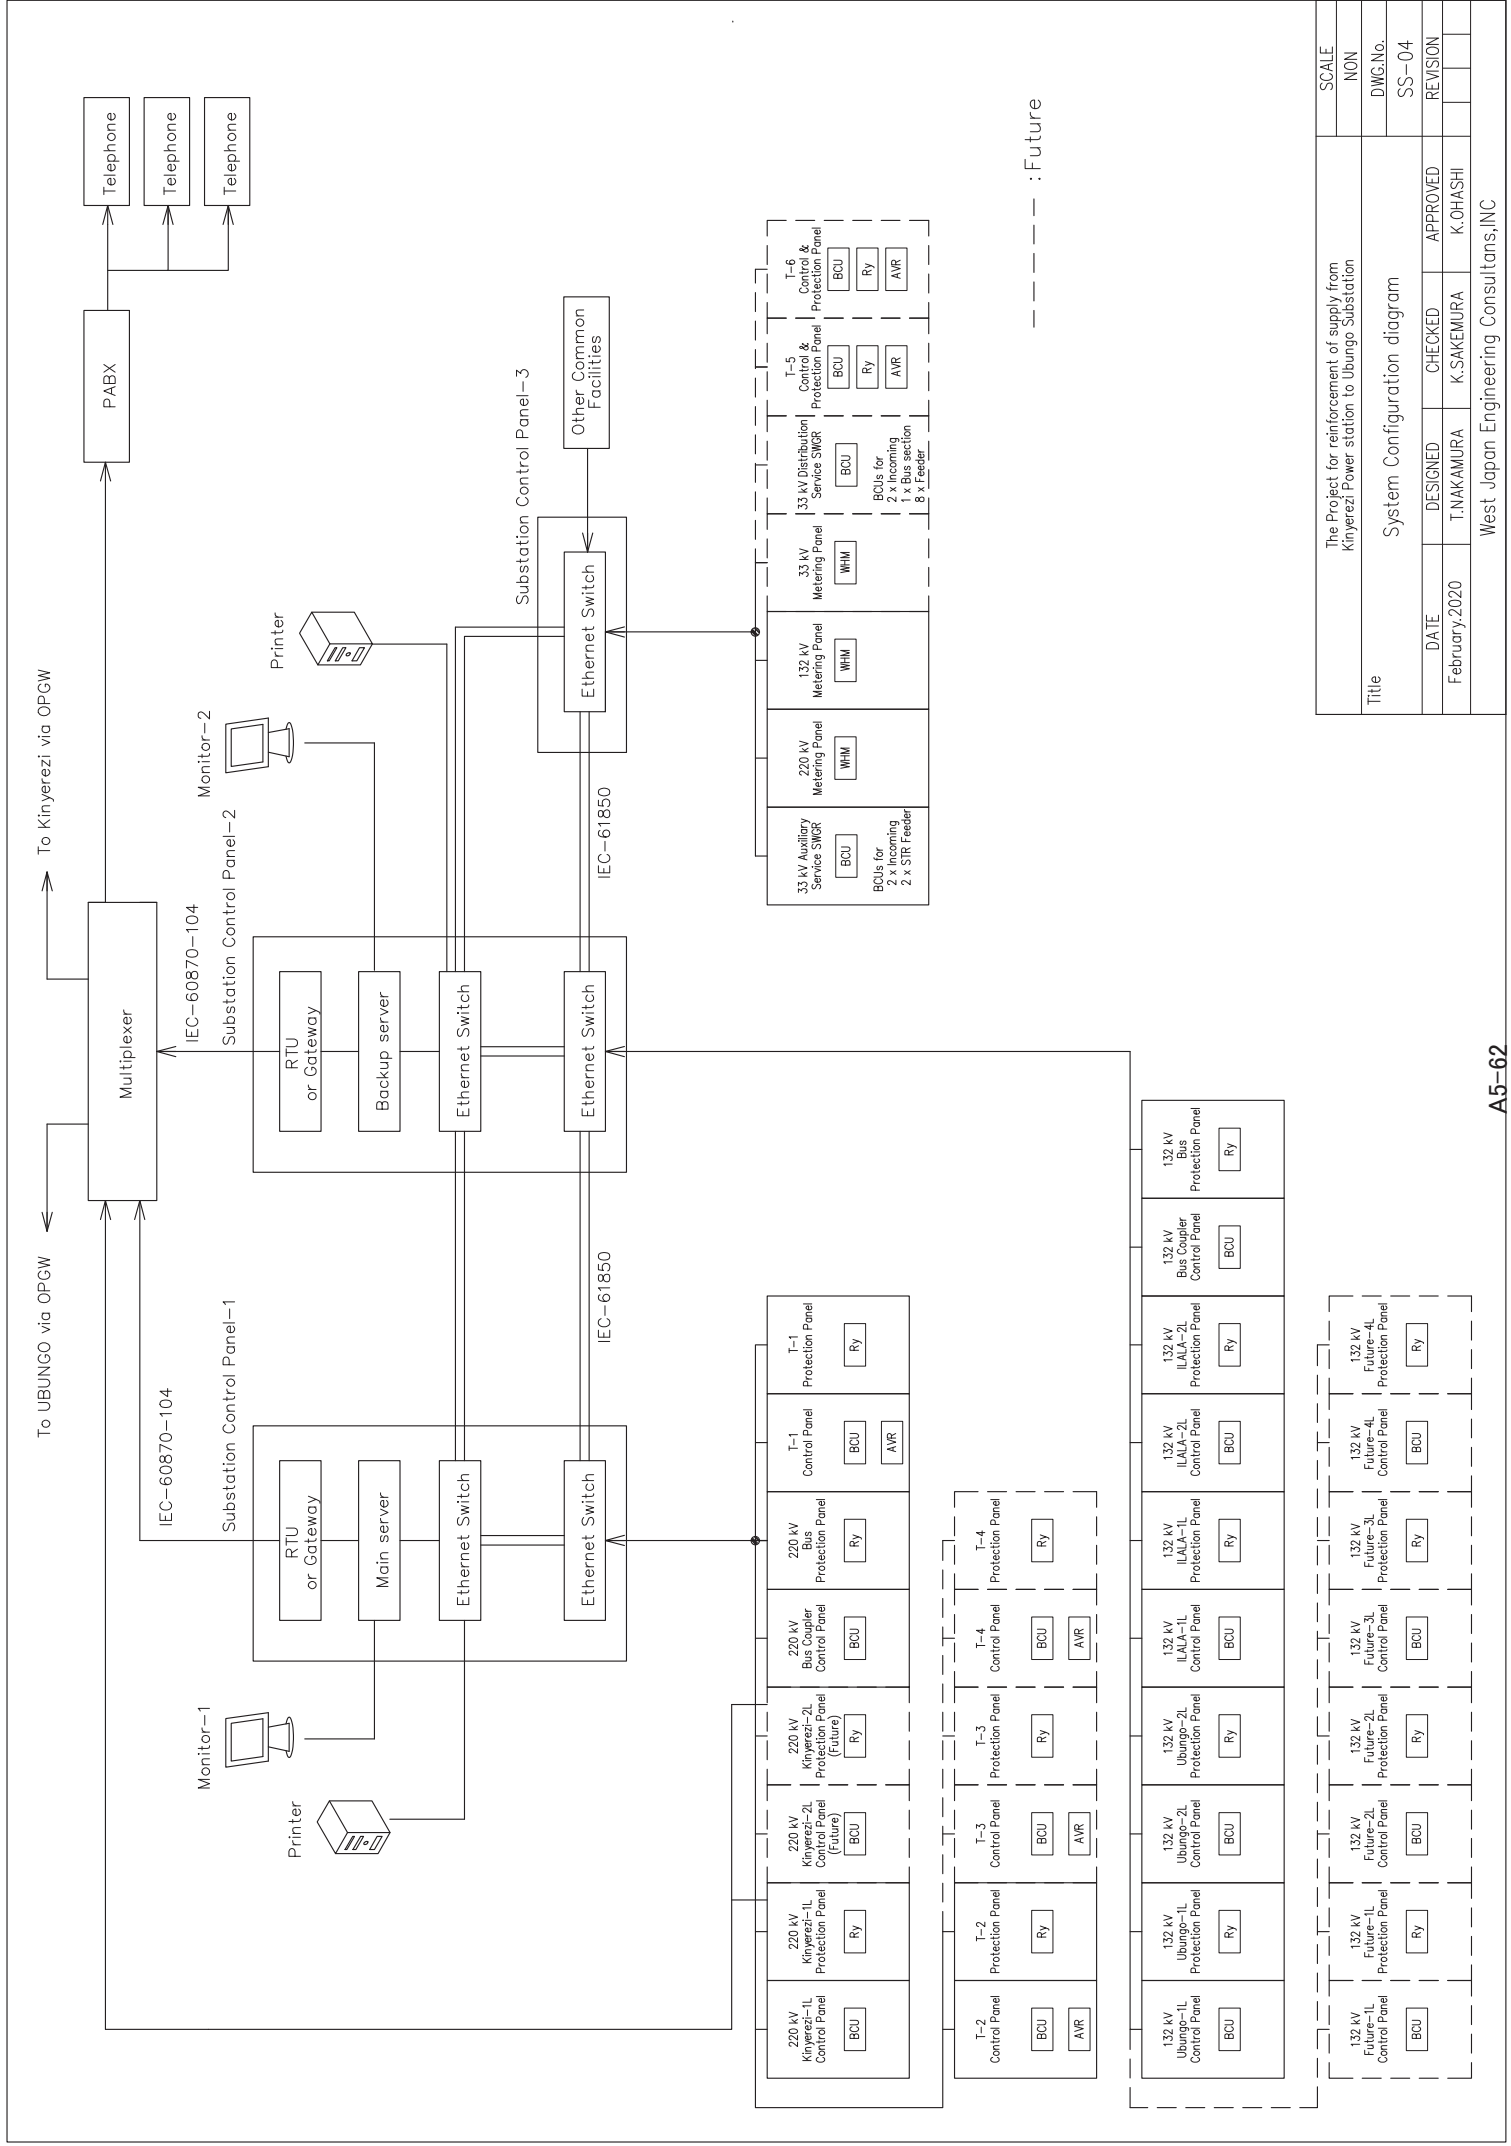 To UBUNGO via OPGW
To Kinyerezi via OPGW
Multiplexer
PABX
Telephone
Telephone
Telephone
IEC-60870-104
IEC-60870-104
Substation Control Panel-1
RTU
or Gateway
Main server
Ethernet Switch
Ethernet Switch
Monitor-1
Printer
Substation Control Panel-2
RTU
or Gateway
Backup server
Ethernet Switch
Ethernet Switch
Monitor-2
Printer
IEC-61850
IEC-61850
Substation Control Panel-3
Ethernet Switch
Other Common
Facilities
220 kV
Kinyerezi-1L
Control Panel
BCU
220 kV
Kinyerezi-1L
Protection Panel
Ry
220 kV
Kinyerezi-2L
Control Panel
(Future)
BCU
220 kV
Kinyerezi-2L
Protection Panel
(Future)
Ry
220 kV
Bus Coupler
Control Panel
BCU
220 kV
Bus
Protection Panel
Ry
T-1
Control Panel
BCU
AVR
T-1
Protection Panel
Ry
33 kV Auxiliary
Service SWGR
BCU
BCUs for
2 x Incoming
2 x STR Feeder
220 kV
Metering Panel
WHM
132 kV
Metering Panel
WHM
33 kV
Metering Panel
WHM
33 kV Distribution
Service SWGR
BCU
BCUs for
2 x Incoming
1 x Bus section
8 x Feeder
T-5
Control &
Protection Panel
BCU
Ry
AVR
T-6
Control &
Protection Panel
BCU
Ry
AVR
T-2
Control Panel
BCU
AVR
T-2
Protection Panel
Ry
T-3
Control Panel
BCU
AVR
T-3
Protection Panel
Ry
T-4
Control Panel
BCU
AVR
T-4
Protection Panel
Ry
: Future
132 kV
Ubungo-1L
Control Panel
BCU
132 kV
Ubungo-1L
Protection Panel
Ry
132 kV
Ubungo-2L
Control Panel
BCU
132 kV
Ubungo-2L
Protection Panel
Ry
132 kV
ILALA-1L
Control Panel
BCU
132 kV
ILALA-1L
Protection Panel
Ry
132 kV
ILALA-2L
Control Panel
BCU
132 kV
ILALA-2L
Protection Panel
Ry
132 kV
Bus Coupler
Control Panel
BCU
132 kV
Bus
Protection Panel
Ry
132 kV
Future-1L
Control Panel
BCU
132 kV
Future-1L
Protection Panel
Ry
132 kV
Future-2L
Control Panel
BCU
132 kV
Future-2L
Protection Panel
Ry
132 kV
Future-3L
Control Panel
BCU
132 kV
Future-3L
Protection Panel
Ry
132 kV
Future-4L
Control Panel
BCU
132 kV
Future-4L
Protection Panel
Ry
The Project for reinforcement of supply from
Kinyerezi Power station to Ubungo Substation
SCALE
NON
Title
System Configuration diagram
DWG.No.
SS-04
DATE
DESIGNED
CHECKED
APPROVED
REVISION
February.2020
T.NAKAMURA
K.SAKEMURA
K.OHASHI
West Japan Engineering Consultans,INC
A5-62